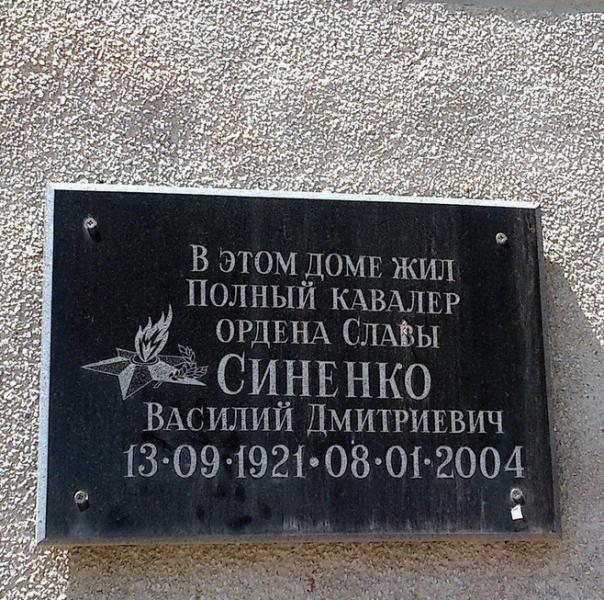 В ЭТОМ ДОМЕ ЖИЛ
ПОЛНЫЙ КАВАЛЕР
ОРДЕНА СЛАВЫ
СИНЕНКО
ВАСИЛИЙ ДМИТРИЕВИЧ
13·09·1921·08·01·2004